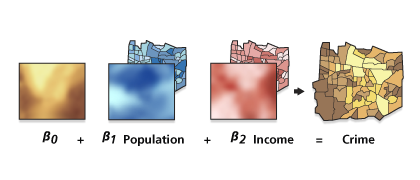 β0 + β1 Population + β2 Income = Crime